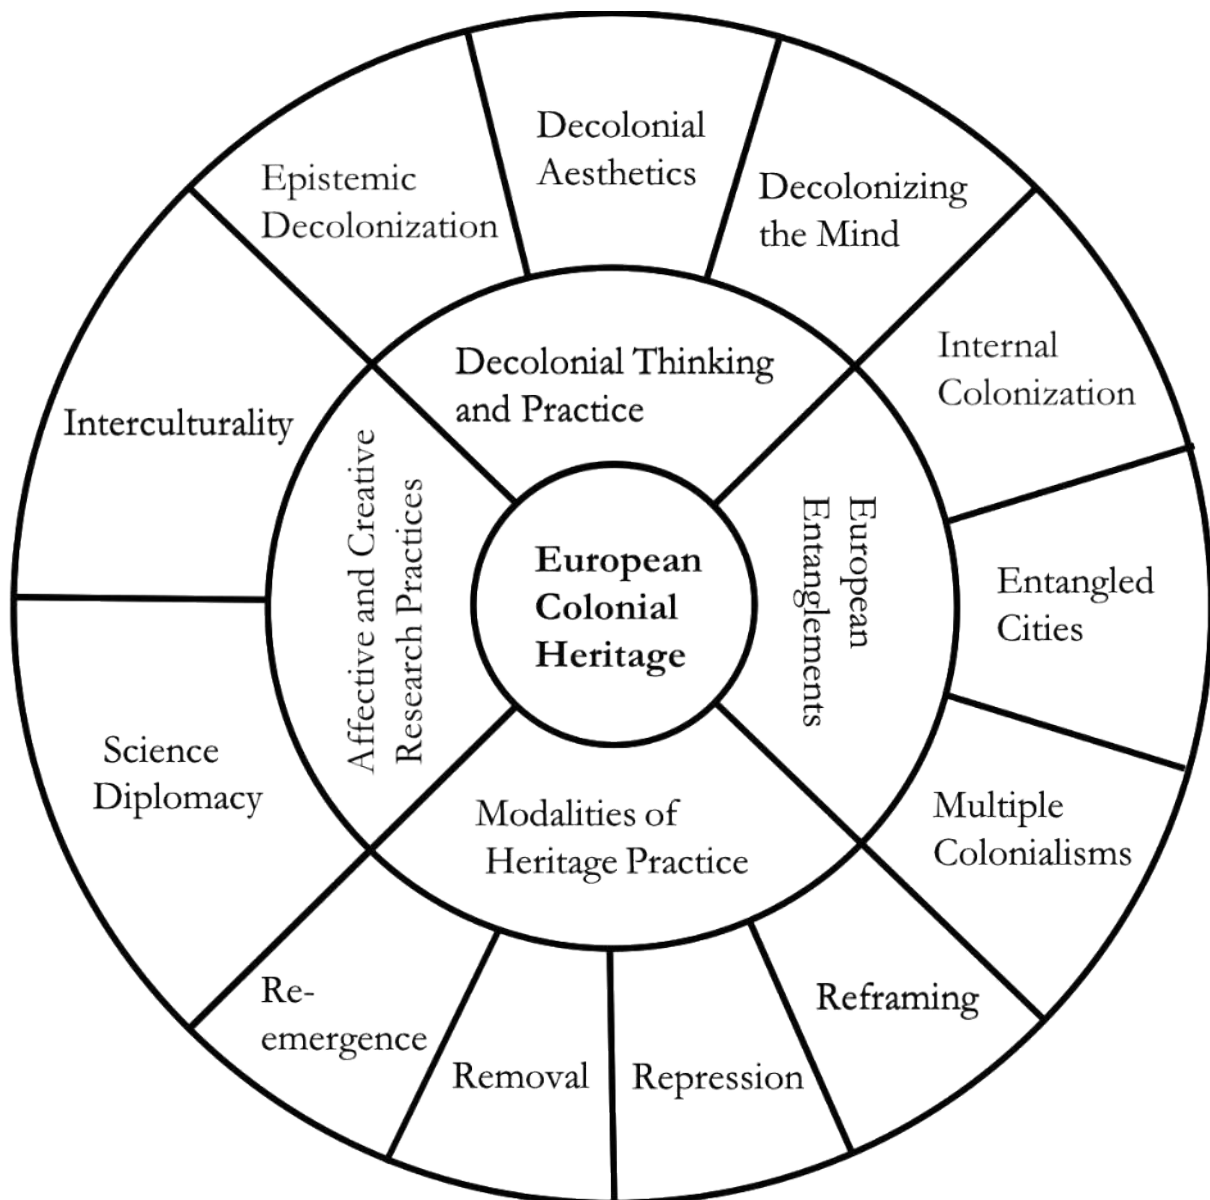 Decolonial
Aesthetics
Epistemic
Decolonization
Decolonizing
the Mind
Internal
Colonization
Interculturality
Decolonial Thinking
and Practice
Affective and Creative
Research Practices
European
Colonial
Heritage
European
Entanglements
Entangled
Cities
Science
Diplomacy
Modalities of
Heritage Practice
Multiple
Colonialisms
Re-
emergence
Removal
Repression
Reframing